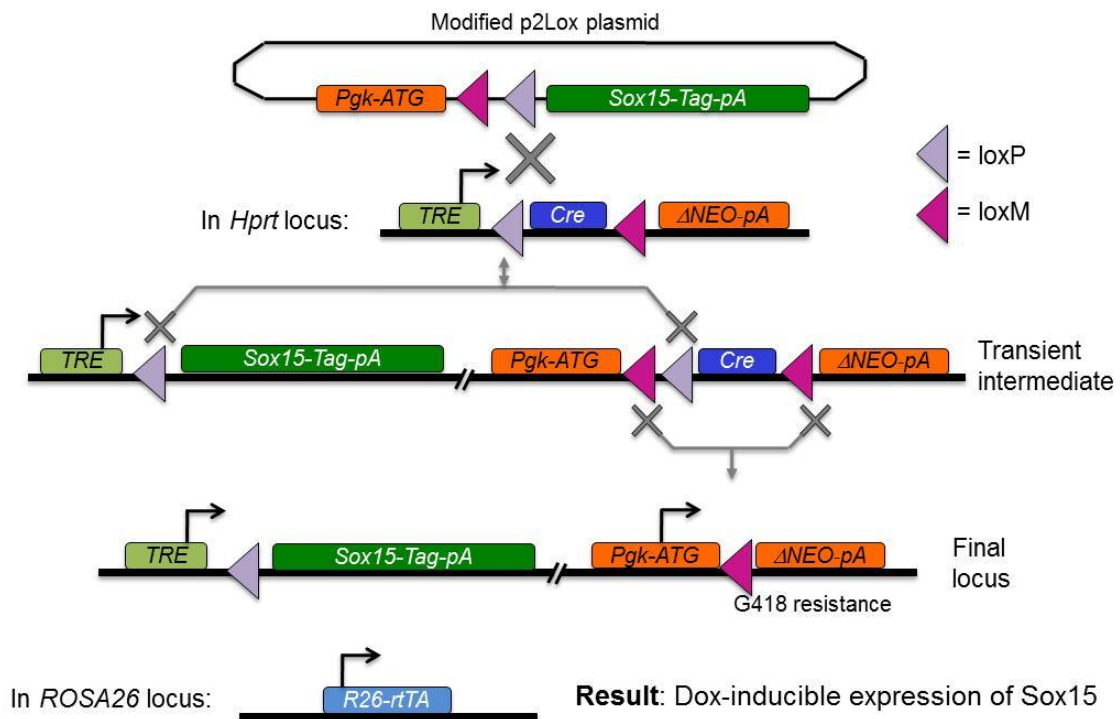 Modified p2Lox plasmid
Pgk-ATG
Sox15-Tag-pA
= loxP
= loxM
In Hprt locus:
TRE
Cre
ΔNEO-pA
TRE
Sox15-Tag-pA
Pgk-ATG
Cre
ΔNEO-pA
Transient
intermediate
TRE
Sox15-Tag-pA
Pgk-ATG
ΔNEO-pA
Final
locus
G418 resistance
In ROSA26 locus:
R26-rtTA
Result: Dox-inducible expression of Sox15